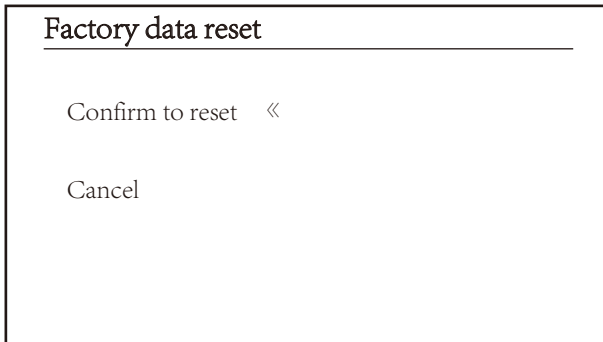 Factory data reset
Confirm to reset 《
Cancel